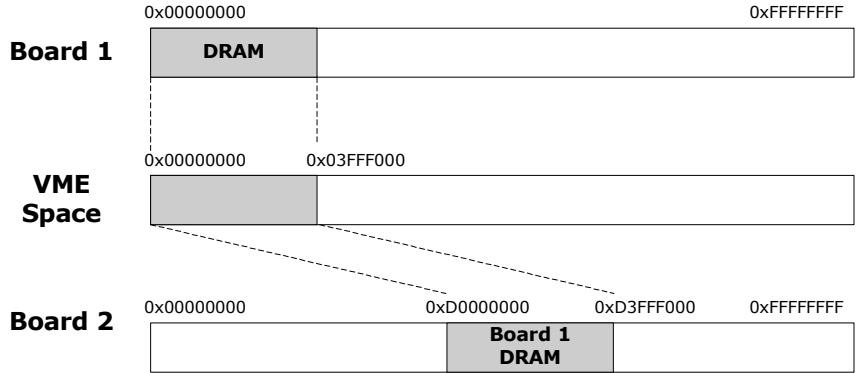 0x00000000 0xFFFFFFFF
Board 1 DRAM
0x00000000 0x03FFF000
VME
Space
0x00000000 0xD0000000 0xD3FFF000 0xFFFFFFFF
Board 2
Board 1
DRAM